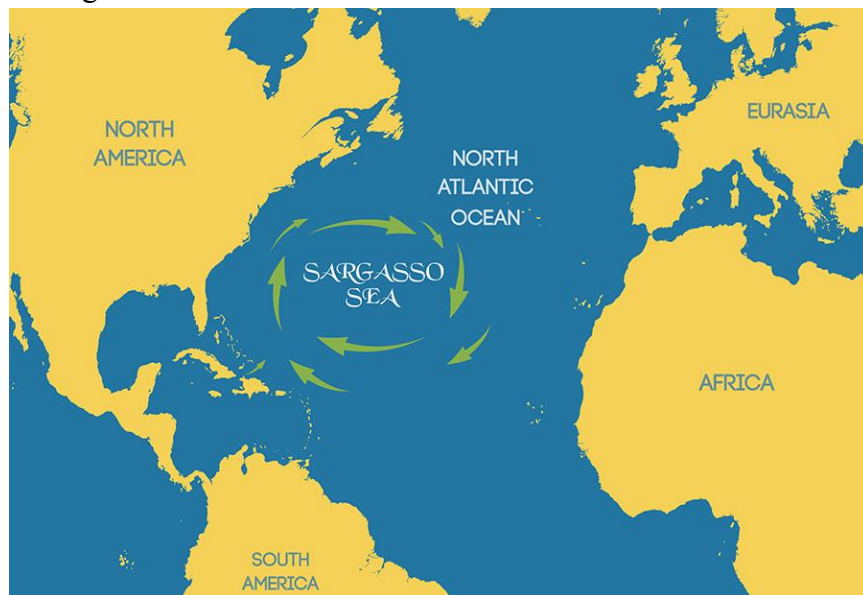 NORTH
AMERICA
NORTH
ATLANTIC
OCEAN
EURASIA
SARGASSO
SEA
AFRICA
SOUTH
AMERICA